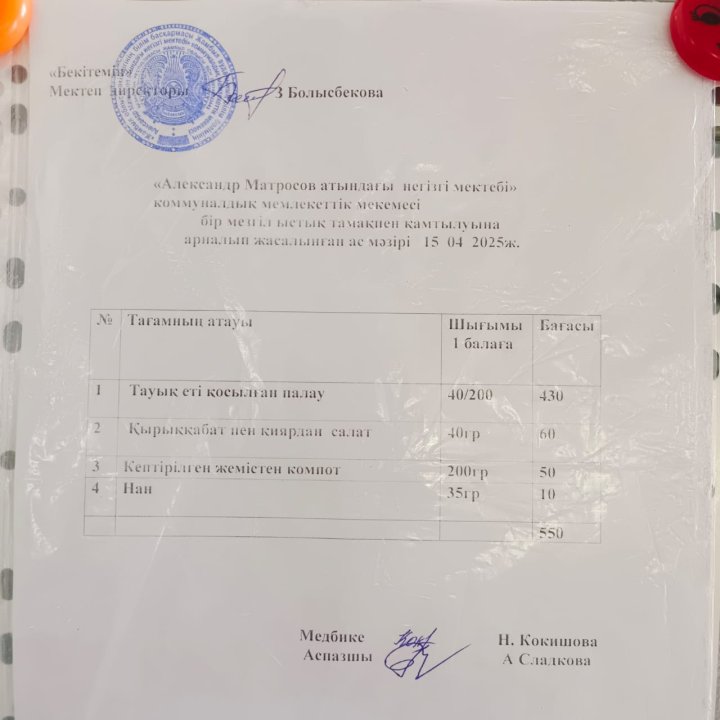 «Бекітемін»
Мектеп директоры З Болысбекова
«Александр Матросов атындағы негізгі мектебі»
коммуналдық мемлекеттік мекемесі
бір мезгіл ыстық тамақпен қамтылуына
арналып жасалынған ас мәзірі 15 04 2025ж.
№ Тағамның атауы Шығымы Бағасы
1 балаға
1 Тауық еті қосылған палау 40/200 430
2 Қырыққабат пен қиярдан салат 40гр 60
3 Кептірілген жемістен компот 200гр 50
4 Нан 35гр 10
550
Медбике Н. Кокишова
Аспазшы А Сладкова